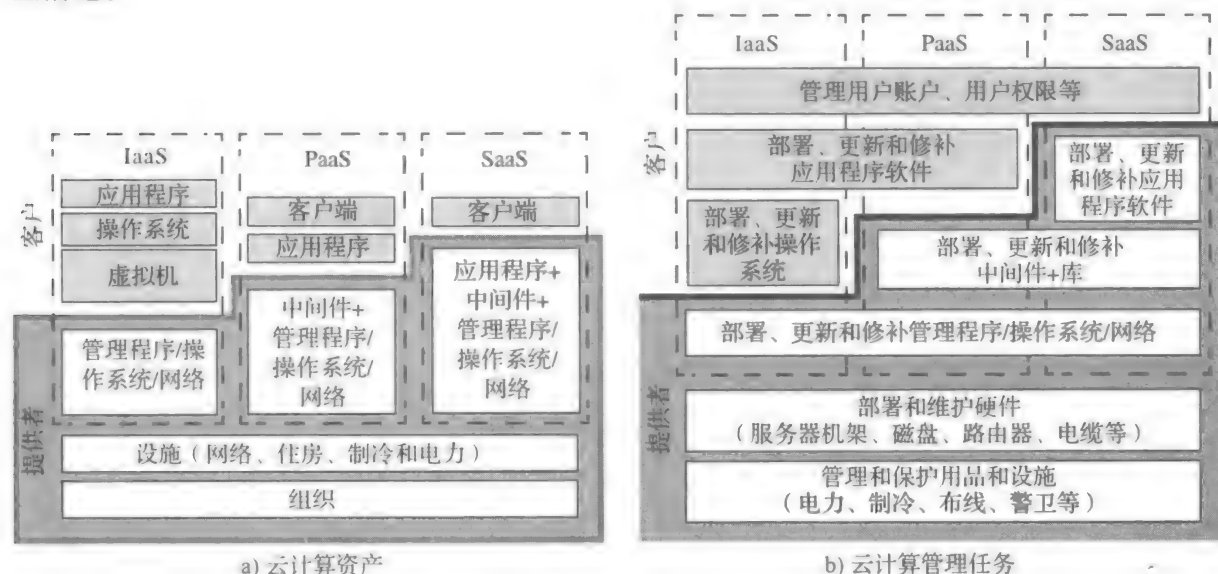 IaaS
PaaS
SaaS
客户
应用程序
操作系统
虚拟机
客户端
应用程序
客户端
提供者
管理程序/操
作系统/网络
中间件+
管理程序/
操作系统/
网络
应用程序+
中间件+
管理程序/
操作系统/
网络
设施（网络、住房、制冷和电力）
组织
a) 云计算资产
IaaS
PaaS
SaaS
客户
管理用户账户、用户权限等
部署、更新和修补
应用程序软件
部署、更新
和修补操作
系统
部署、更新
和修补应用
程序软件
部署、更新和修补
中间件+库
提供者
部署、更新和修补管理程序/操作系统/网络
部署和维护硬件
（服务器机架、磁盘、路由器、电缆等）
管理和保护用品和设施
（电力、制冷、布线、警卫等）
b) 云计算管理任务